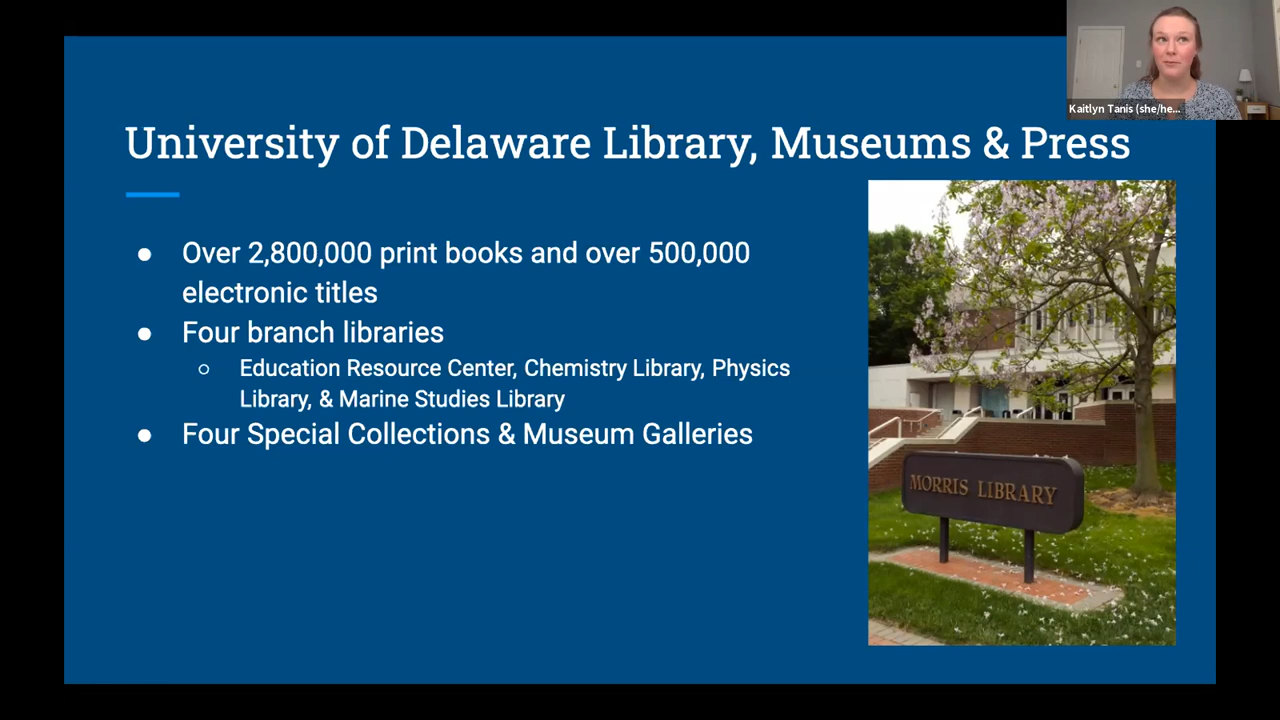 Kaitlyn Tanis (she/he...
University of Delaware Library, Museums & Press
● Over 2,800,000 print books and over 500,000
electronic titles
● Four branch libraries
○ Education Resource Center, Chemistry Library, Physics
Library, & Marine Studies Library
● Four Special Collections & Museum Galleries
MORRIS LIBRARY